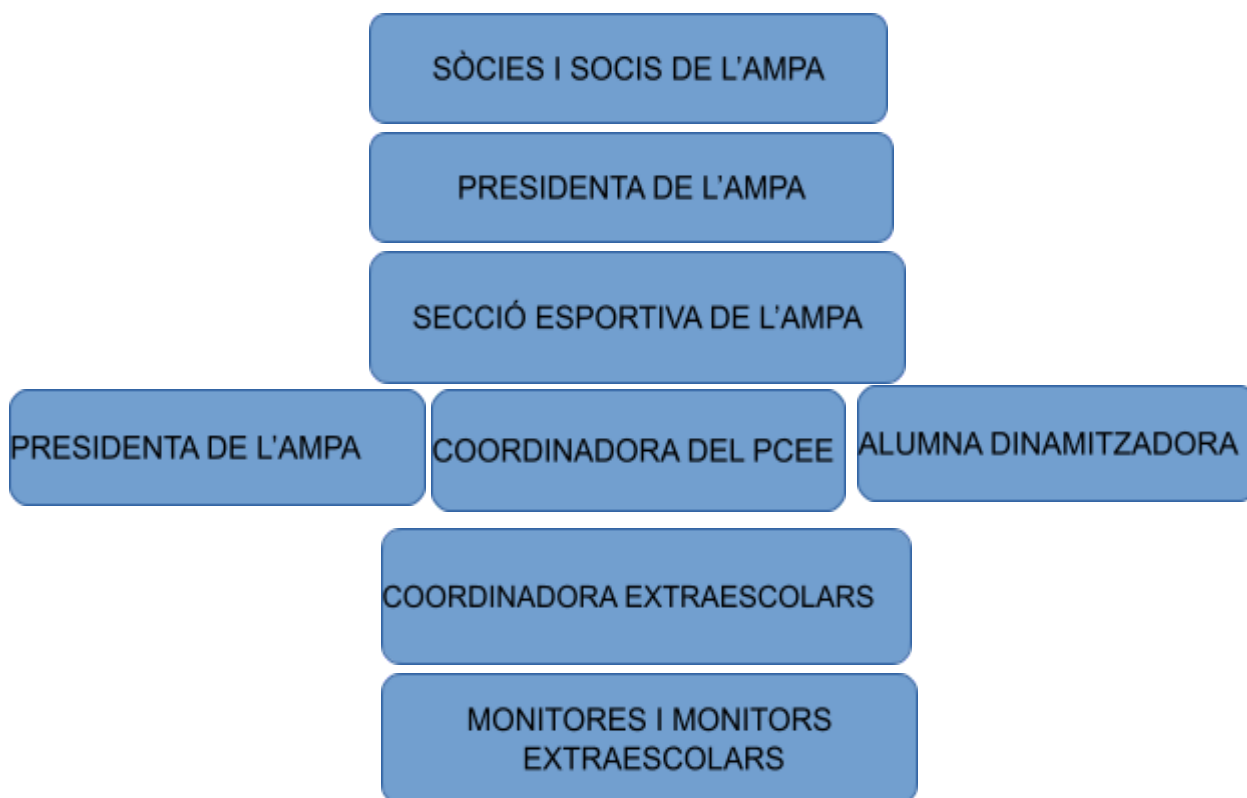 SÒCIES I SOCIS DE L’AMPA
PRESIDENTA DE L’AMPA
SECCIÓ ESPORTIVA DE L’AMPA
PRESIDENTA DE L’AMPA
COORDINADORA DEL PCEE
ALUMNA DINAMITZADORA
COORDINADORA EXTRAESCOLARS
MONITORES I MONITORS
EXTRAESCOLARS